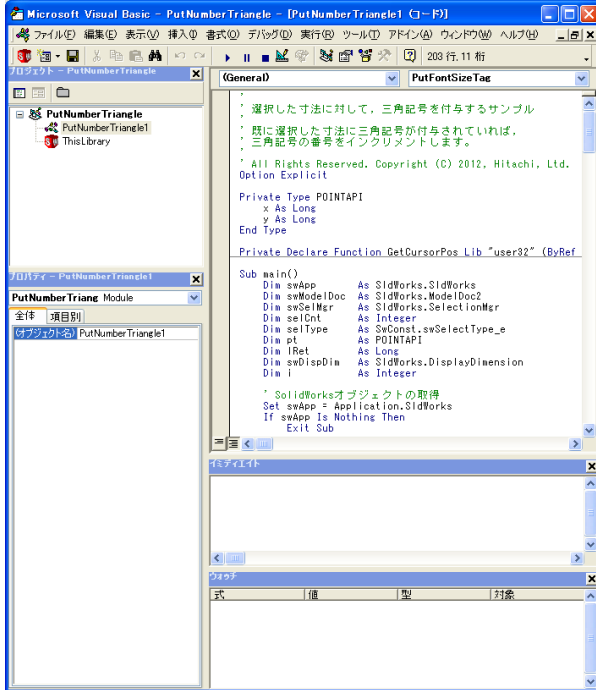 Microsoft Visual Basic - PutNumberTriangle - [PutNumberTriangle1 (コード)]
ファイル(F) 編集(E) 表示(V) 挿入(I) 書式(O) デバッグ(D) 実行(R) ツール(T) アドイン(A) ウィンドウ(W) ヘルプ(H)
203 行, 11 桁
プロジェクト - PutNumberTriangle
PutNumberTriangle
PutNumberTriangle1
ThisLibrary
プロパティ - PutNumberTriangle1
PutNumberTriang Module
全体 項目別
(オブジェクト名) PutNumberTriangle1
(General) PutFontSizeTag
'
' 選択した寸法に対して，三角記号を付与するサンプル
'
' 既に選択した寸法に三角記号が付与されていれば，
' 三角記号の番号をインクリメントします。
'
' All Rights Reserved. Copyright (C) 2012, Hitachi, Ltd.
Option Explicit
Private Type POINTAPI
x As Long
y As Long
End Type
Private Declare Function GetCursorPos Lib "user32" (ByRef
Sub main()
Dim swApp As SldWorks.SldWorks
Dim swModelDoc As SldWorks.ModelDoc2
Dim swSelMgr As SldWorks.SelectionMgr
Dim selCnt As Integer
Dim selType As SwConst.swSelectType_e
Dim pt As POINTAPI
Dim lRet As Long
Dim swDispDim As SldWorks.DisplayDimension
Dim i As Integer
' SolidWorksオブジェクトの取得
Set swApp = Application.SldWorks
If swApp Is Nothing Then
Exit Sub
イミディエイト
ウォッチ
式 値 型 対象